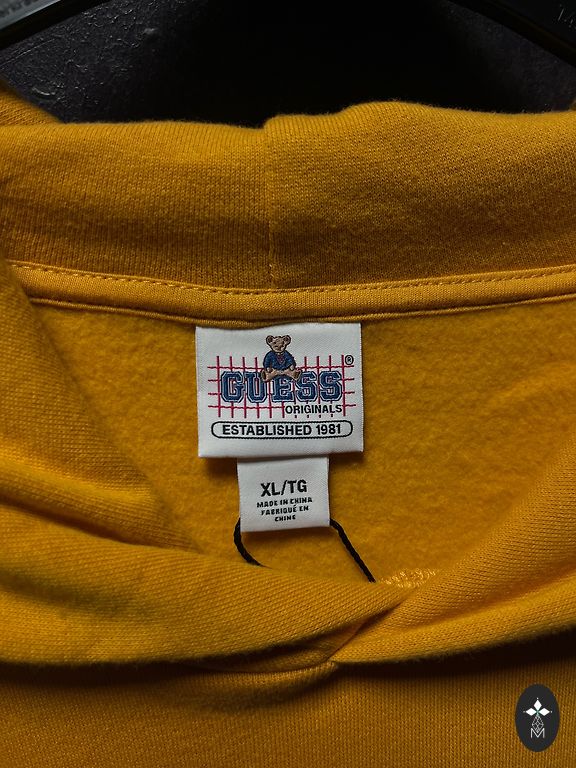 GUESS®
ORIGINALS
ESTABLISHED 1981
XL/TG
MADE IN CHINA
FABRIQUÉ EN
CHINE
M